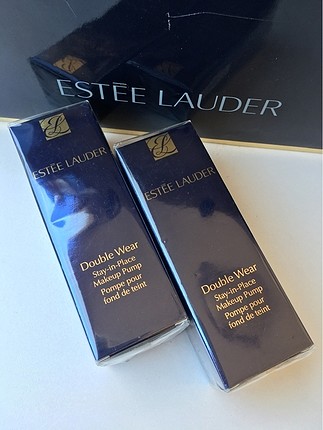 ESTĒE LAUDER
ESTĒE LAUDER
Double Wear
Stay-in-Place
Makeup Pump
Pompe pour
fond de teint
ESTĒE LAUDER
Double Wear
Stay-in-Place
Makeup Pump
Pompe pour
fond de teint